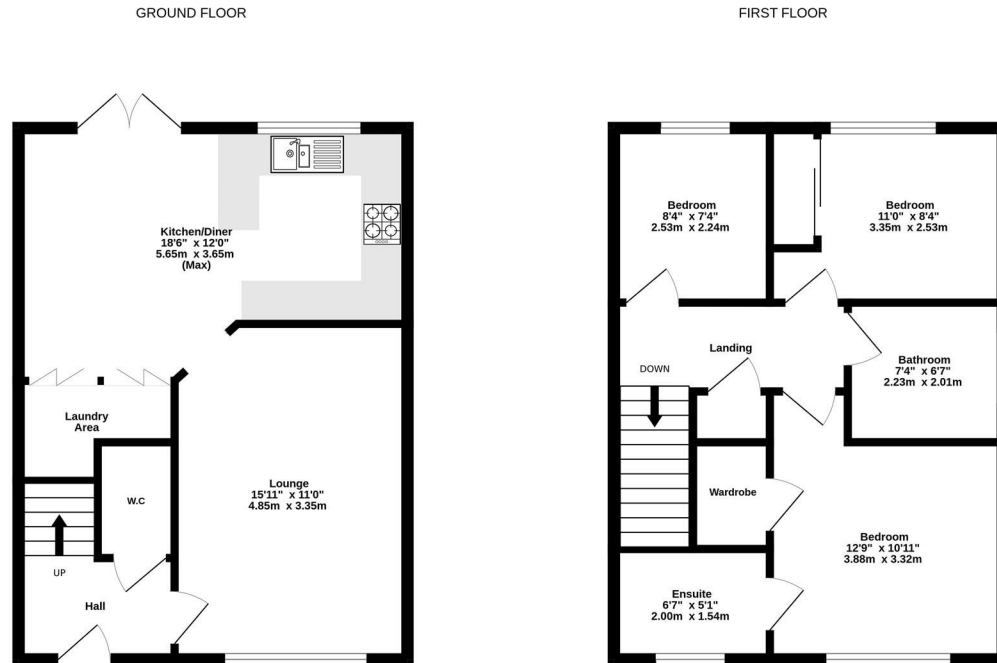 GROUND FLOOR
Kitchen/Diner
18'6" x 12'0"
5.65m x 3.65m
(Max)
Laundry
Area
W.C
Lounge
15'11" x 11'0"
4.85m x 3.35m
UP
Hall
FIRST FLOOR
Bedroom
8'4" x 7'4"
2.53m x 2.24m
Bedroom
11'0" x 8'4"
3.35m x 2.53m
Landing
DOWN
Bathroom
7'4" x 6'7"
2.23m x 2.01m
Wardrobe
Bedroom
12'9" x 10'11"
3.88m x 3.32m
Ensuite
6'7" x 5'1"
2.00m x 1.54m